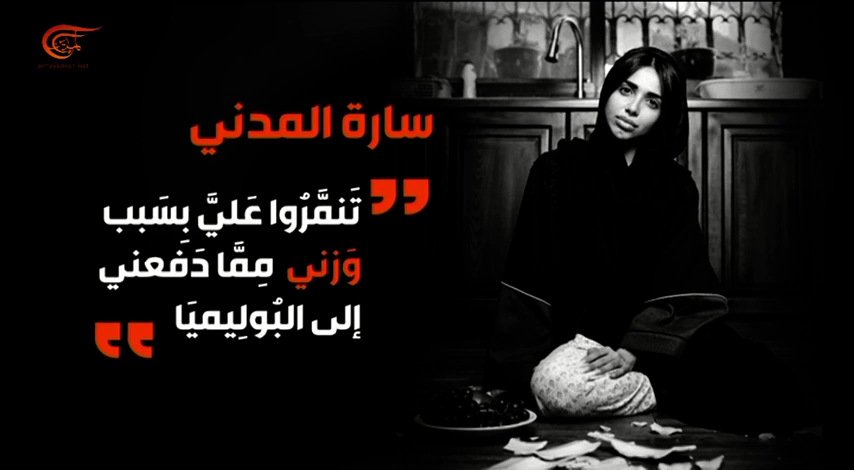 سارة المدني
تَنمَّرُوا عَليَّ بِسَبب
وَزني مِمَّا دَفعني
إلى البُولِيميَا